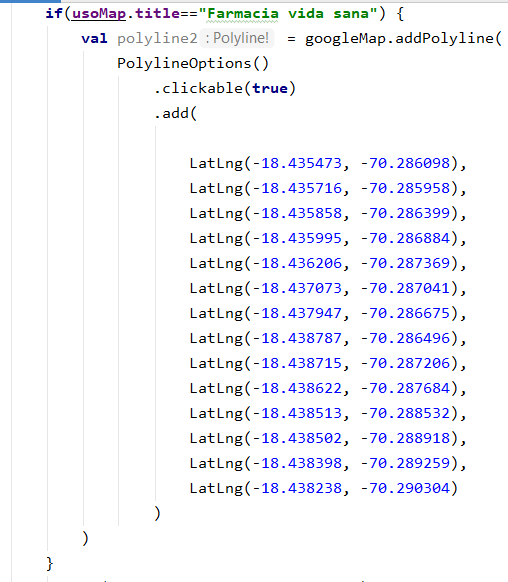 if(usoMap.title=="Farmacia vida sana") {
val polyline2 : Polyline! = googleMap.addPolyline(
PolylineOptions()
.clickable(true)
.add(
LatLng(-18.435473, -70.286098),
LatLng(-18.435716, -70.285958),
LatLng(-18.435858, -70.286399),
LatLng(-18.435995, -70.286884),
LatLng(-18.436206, -70.287369),
LatLng(-18.437073, -70.287041),
LatLng(-18.437947, -70.286675),
LatLng(-18.438787, -70.286496),
LatLng(-18.438715, -70.287206),
LatLng(-18.438622, -70.287684),
LatLng(-18.438513, -70.288532),
LatLng(-18.438502, -70.288918),
LatLng(-18.438398, -70.289259),
LatLng(-18.438238, -70.290304)
)
)
}